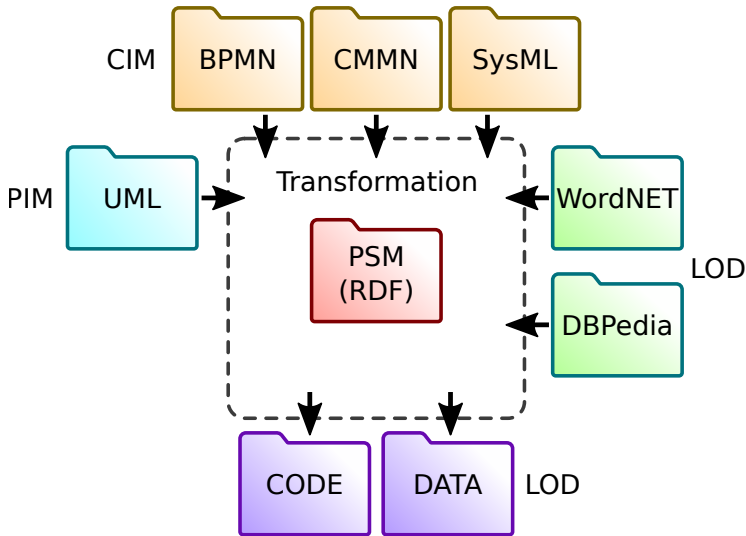 CIM
BPMN
CMMN
SysML
PIM
UML
Transformation
WordNET
PSM
(RDF)
LOD
DBPedia
CODE
DATA
LOD